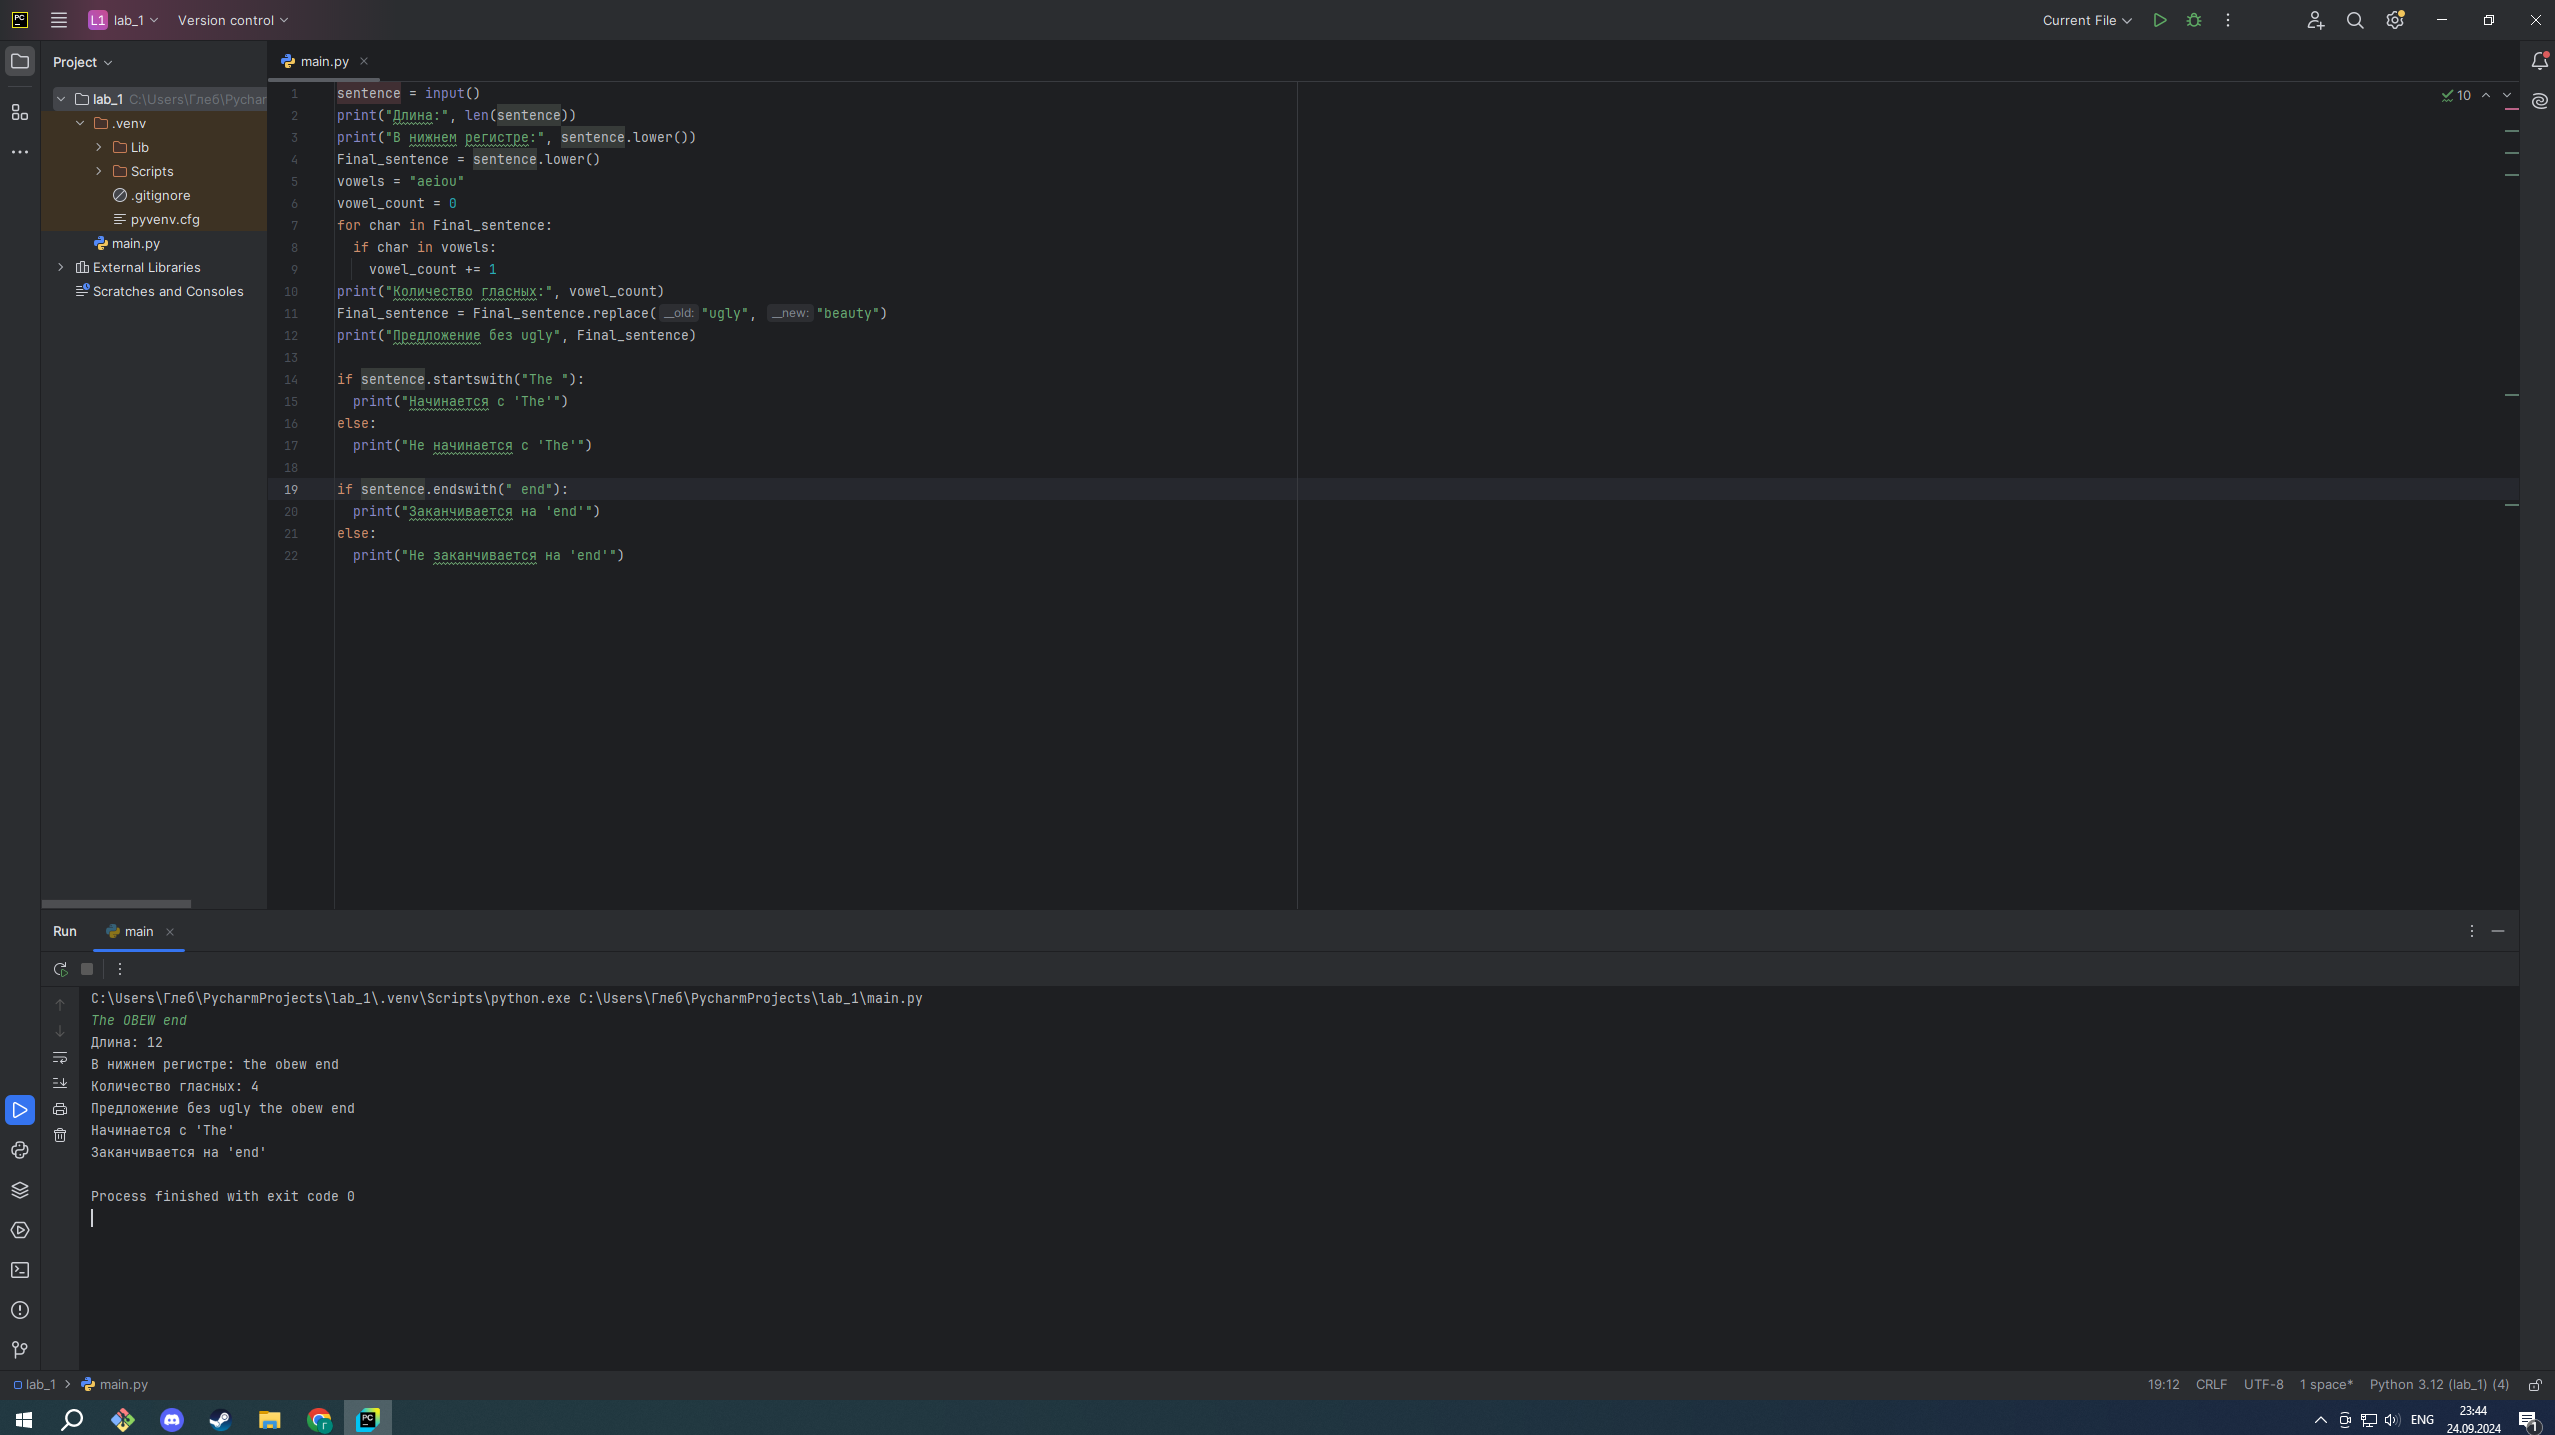 PC L1 lab_1 Version control Current File
Project main.py
lab_1 C:\Users\Глеб\Pycharm
.venv
Lib
Scripts
.gitignore
pyvenv.cfg
main.py
External Libraries
Scratches and Consoles
10
1 sentence = input()
2 print("Длина:", len(sentence))
3 print("В нижнем регистре:", sentence.lower())
4 Final_sentence = sentence.lower()
5 vowels = "aeiou"
6 vowel_count = 0
7 for char in Final_sentence:
8 if char in vowels:
9 vowel_count += 1
10 print("Количество гласных:", vowel_count)
11 Final_sentence = Final_sentence.replace( __old: "ugly", __new: "beauty")
12 print("Предложение без ugly", Final_sentence)
13
14 if sentence.startswith("The "):
15 print("Начинается с 'The'")
16 else:
17 print("Не начинается с 'The'")
18
19 if sentence.endswith(" end"):
20 print("Заканчивается на 'end'")
21 else:
22 print("Не заканчивается на 'end'")
Run main
C:\Users\Глеб\PycharmProjects\lab_1\.venv\Scripts\python.exe C:\Users\Глеб\PycharmProjects\lab_1\main.py
The OBEW end
Длина: 12
В нижнем регистре: the obew end
Количество гласных: 4
Предложение без ugly the obew end
Начинается с 'The'
Заканчивается на 'end'
Process finished with exit code 0
lab_1 main.py 19:12 CRLF UTF-8 1 space* Python 3.12 (lab_1) (4)
PC ENG 23:44 1
24.09.2024